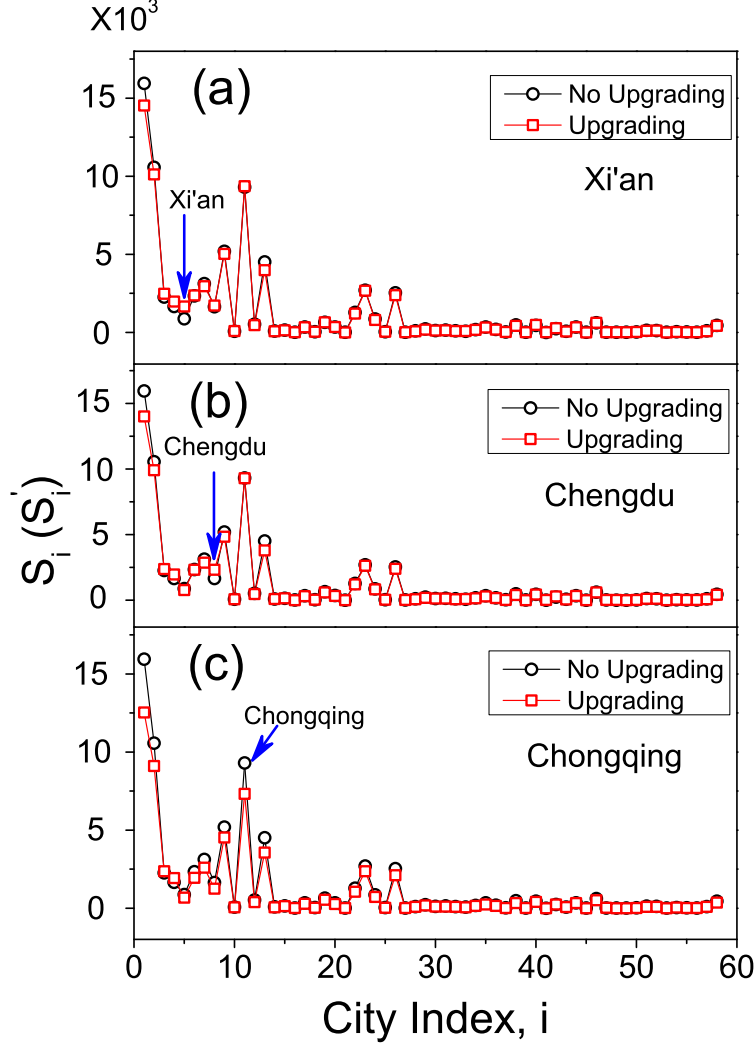 X10³
(a)
No Upgrading
Upgrading
Xi'an
Xi'an
15
10
5
0
(b)
No Upgrading
Upgrading
Chengdu
Chengdu
15
10
5
0
(c)
No Upgrading
Upgrading
Chongqing
Chongqing
15
10
5
0
S_i (S_i')
0 10 20 30 40 50 60
City Index, i